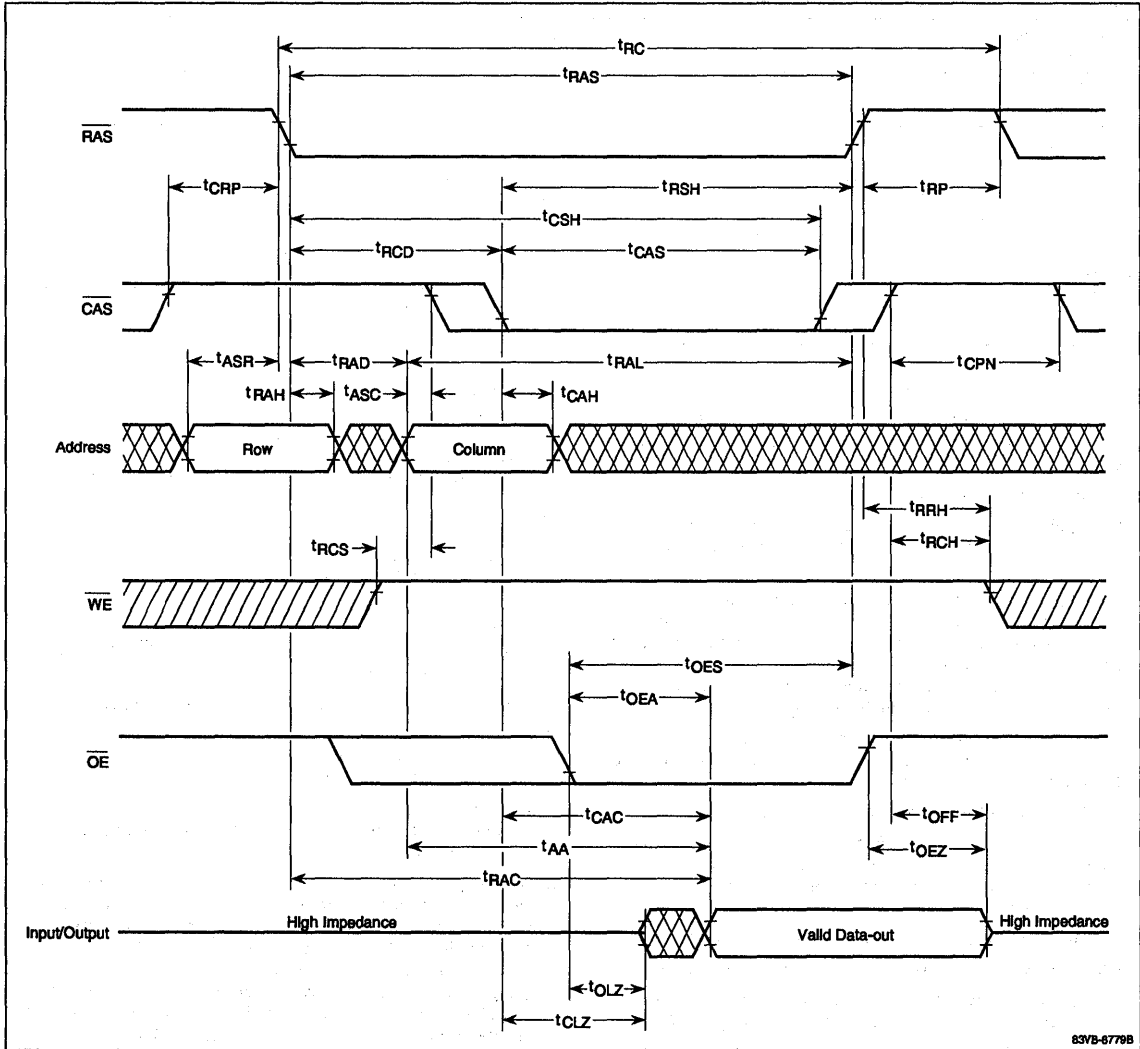 tRC
tRAS
RAS
tCRP
tRSH
tRP
tCSH
tRCD
tCAS
CAS
tASR
tRAD
tRAL
tCPN
tRAH
tASC
tCAH
Address
Row
Column
tRRH
tRCS
tRCH
WE
tOES
tOEA
OE
tCAC
tOFF
tAA
tOEZ
tRAC
High Impedance
High Impedance
Input/Output
Valid Data-out
tOLZ
tCLZ
83VB-6779B